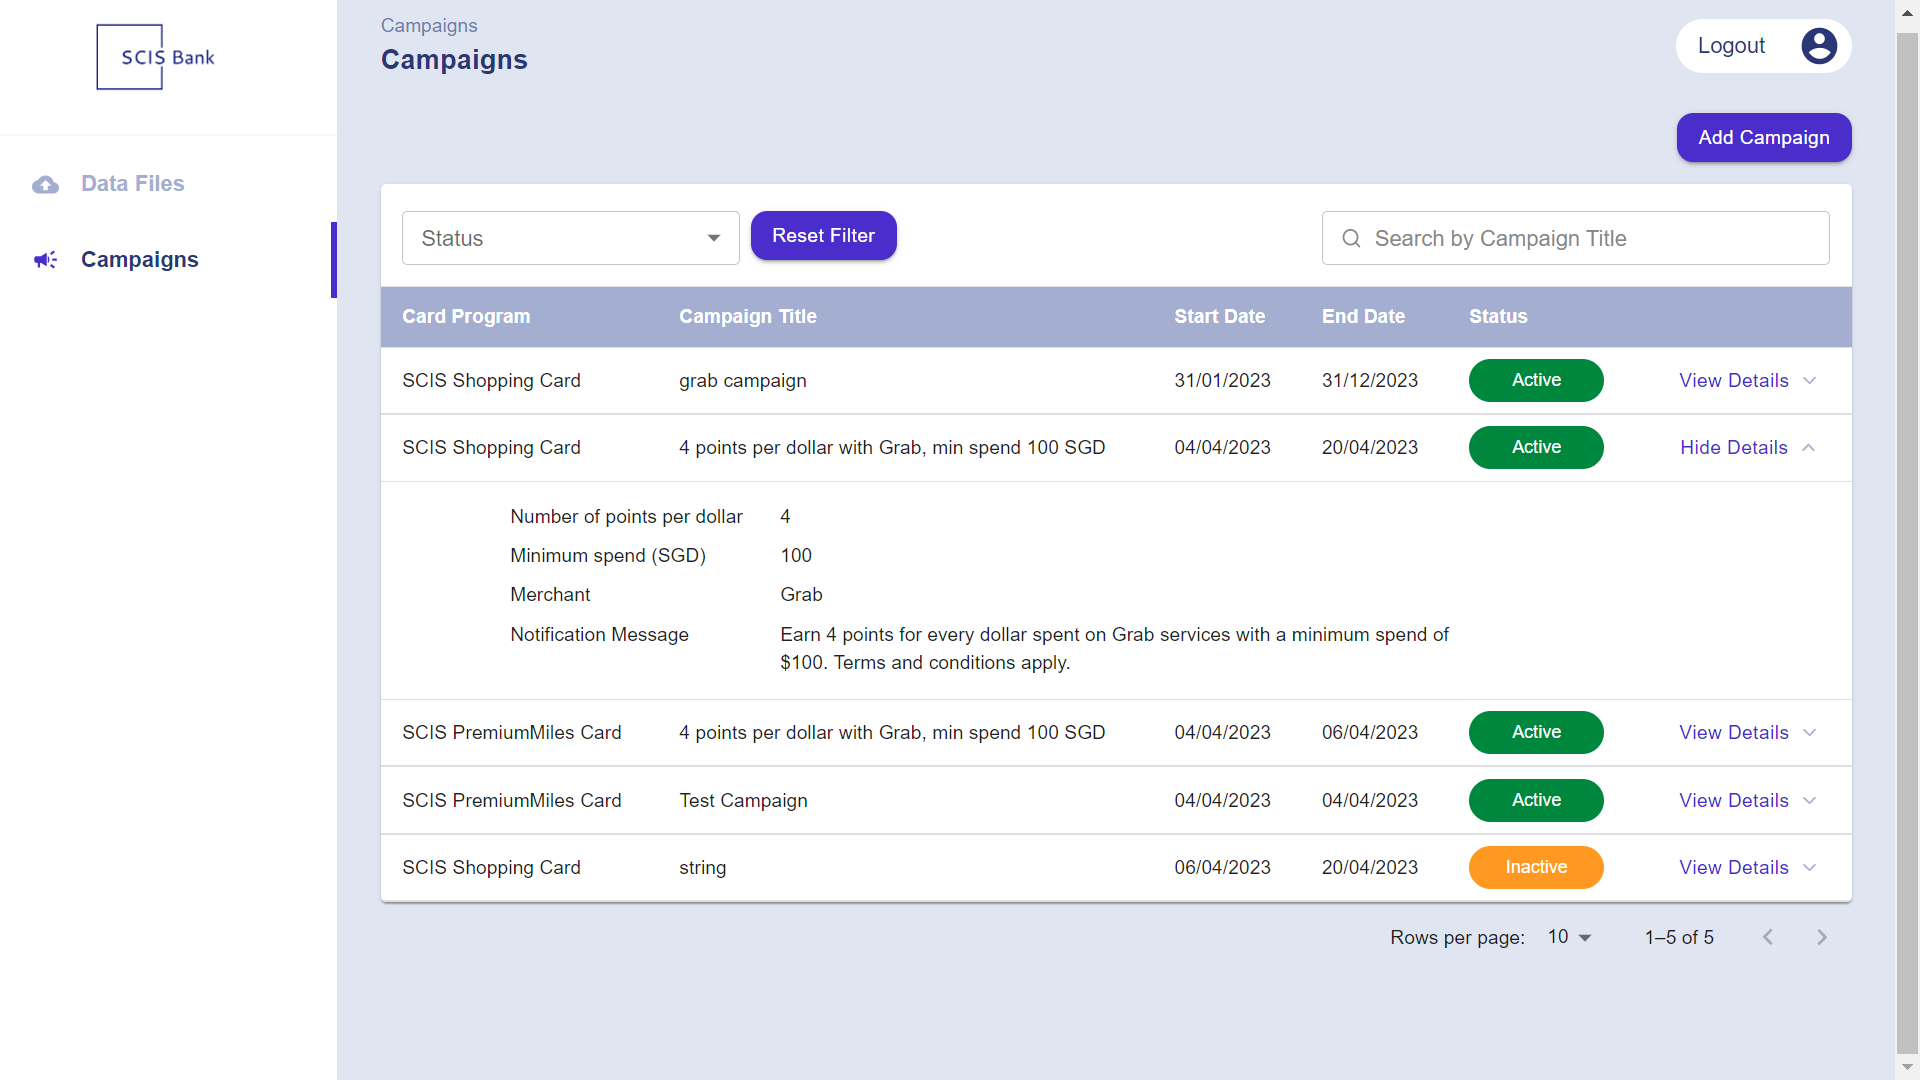 SCIS Bank
Data Files
Campaigns
Campaigns
Campaigns
Logout
Add Campaign
Status
Reset Filter
Search by Campaign Title
Card Program Campaign Title Start Date End Date Status
SCIS Shopping Card grab campaign 31/01/2023 31/12/2023 Active View Details
SCIS Shopping Card 4 points per dollar with Grab, min spend 100 SGD 04/04/2023 20/04/2023 Active Hide Details
Number of points per dollar 4
Minimum spend (SGD) 100
Merchant Grab
Notification Message Earn 4 points for every dollar spent on Grab services with a minimum spend of
$100. Terms and conditions apply.
SCIS PremiumMiles Card 4 points per dollar with Grab, min spend 100 SGD 04/04/2023 06/04/2023 Active View Details
SCIS PremiumMiles Card Test Campaign 04/04/2023 04/04/2023 Active View Details
SCIS Shopping Card string 06/04/2023 20/04/2023 Inactive View Details
Rows per page: 10 1–5 of 5